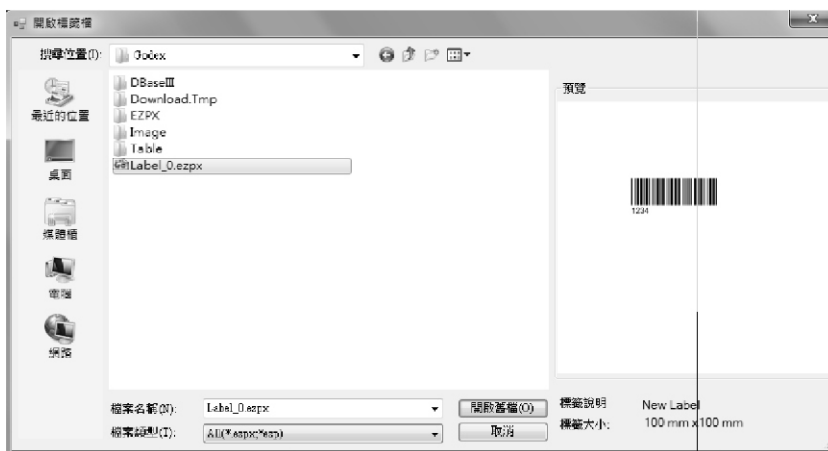 開啟標籤檔
搜尋位置(I): Godex
DBaseIII
Download.Tmp
EZPX
Image
Table
Label_0.ezpx
最近的位置
桌面
媒體櫃
電腦
網路
預覽
1234
檔案名稱(N): Label_0.ezpx 開啟舊檔(O)
檔案類型(T): All(*.ezpx;*ezp) 取消
標籤說明 New Label
標籤大小: 100 mm x100 mm